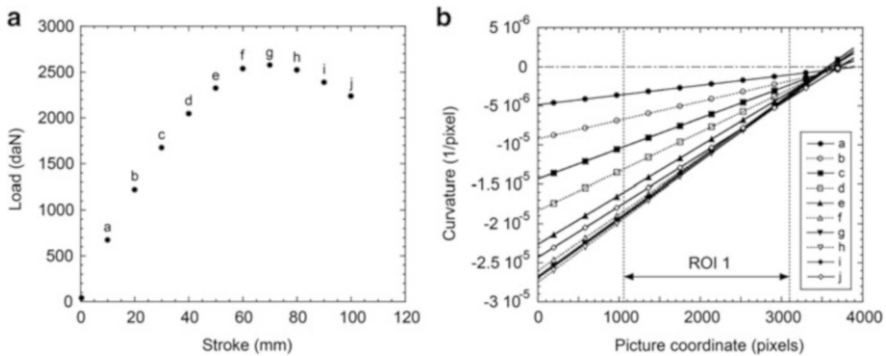 a
Load (daN)
3000
2500
2000
1500
1000
500
0
0 20 40 60 80 100 120
Stroke (mm)
a
b
c
d
e
f
g
h
i
j
b
Curvature (1/pixel)
5 10-6
0
-5 10-6
-10-5
-1.5 10-5
-2 10-5
-2.5 10-5
-3 10-5
0 1000 2000 3000 4000
Picture coordinate (pixels)
ROI 1
a
b
c
d
e
f
g
h
i
j